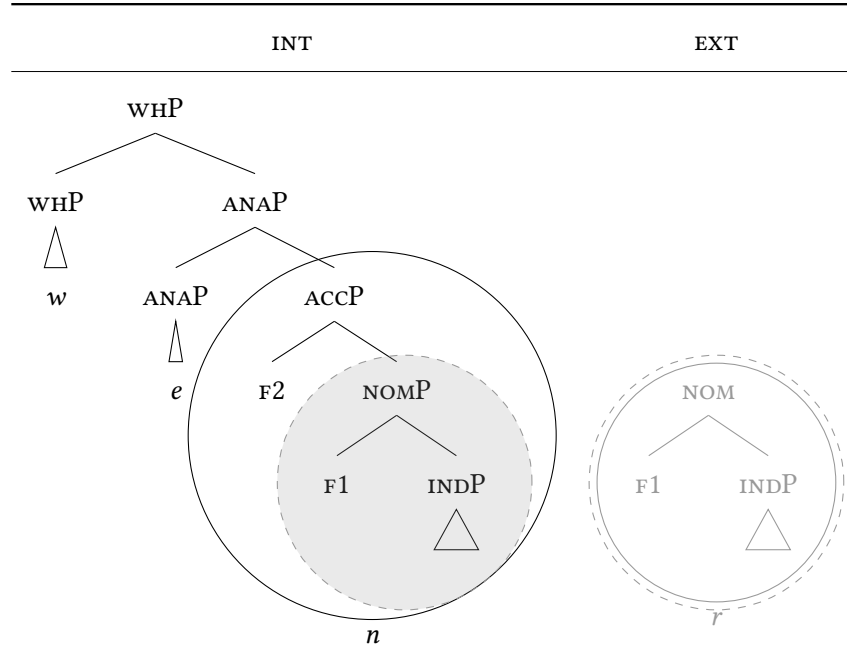 INT EXT
WHP
WHP ANAP
w ANAP ACCP
e F2 NOMP NOM
F1 INDP F1 INDP
n r